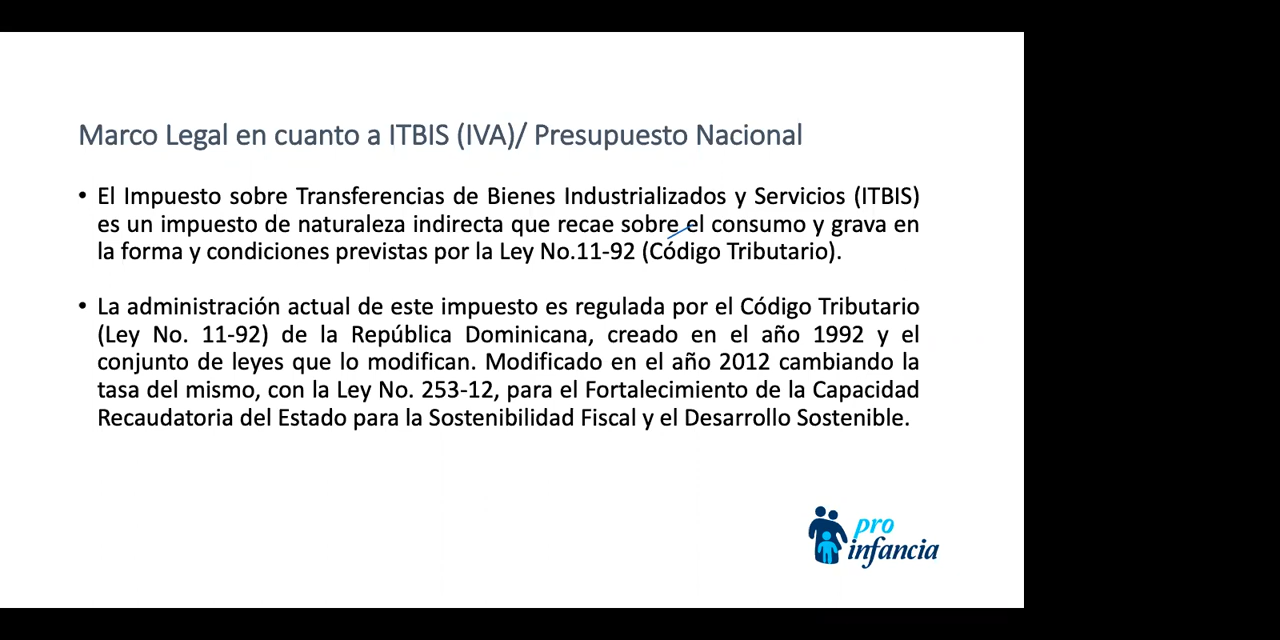 Marco Legal en cuanto a ITBIS (IVA)/ Presupuesto Nacional
• El Impuesto sobre Transferencias de Bienes Industrializados y Servicios (ITBIS)
es un impuesto de naturaleza indirecta que recae sobre el consumo y grava en
la forma y condiciones previstas por la Ley No.11-92 (Código Tributario).
• La administración actual de este impuesto es regulada por el Código Tributario
(Ley No. 11-92) de la República Dominicana, creado en el año 1992 y el
conjunto de leyes que lo modifican. Modificado en el año 2012 cambiando la
tasa del mismo, con la Ley No. 253-12, para el Fortalecimiento de la Capacidad
Recaudatoria del Estado para la Sostenibilidad Fiscal y el Desarrollo Sostenible.
pro
infancia